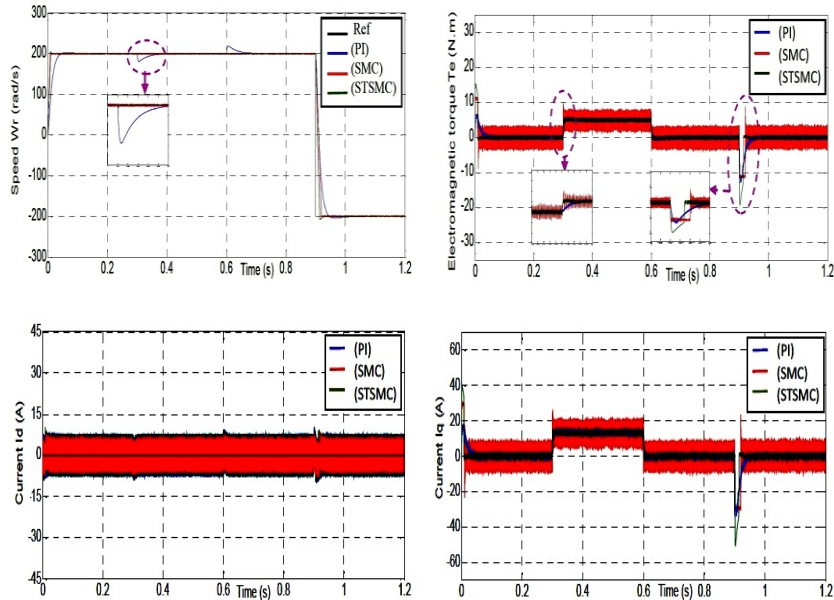 300
200
100
0
-100
-200
-300
Speed Wr (rad/s)
0
0.2
0.4
0.6
0.8
1
1.2
Time (s)
Ref
(PI)
(SMC)
(STSMC)
Electromagnetic torque Te (N.m)
30
20
10
0
-10
-20
-30
0
0.2
0.4
0.6
0.8
1
1.2
Time (s)
(PI)
(SMC)
(STSMC)
Current Id (A)
45
30
15
0
-15
-30
-45
0
0.2
0.4
0.6
0.8
1
1.2
Time (s)
(PI)
(SMC)
(STSMC)
Current Iq (A)
60
40
20
0
-20
-40
-60
0
0.2
0.4
0.6
0.8
1
1.2
Time (s)
(PI)
(SMC)
(STSMC)